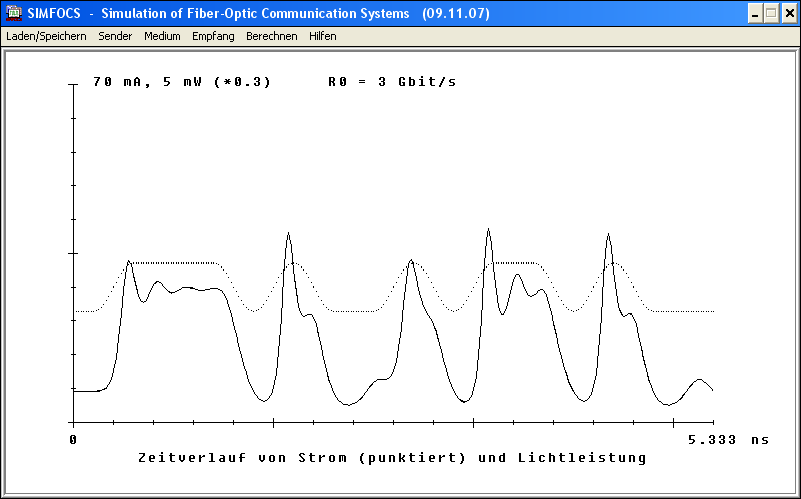 SIMFOCS - Simulation of Fiber-Optic Communication Systems (09.11.07)
Laden/Speichern Sender Medium Empfang Berechnen Hilfen
70 mA, 5 mW (*0.3) R0 = 3 Gbit/s
0 5.333 ns
Zeitverlauf von Strom (punktiert) und Lichtleistung